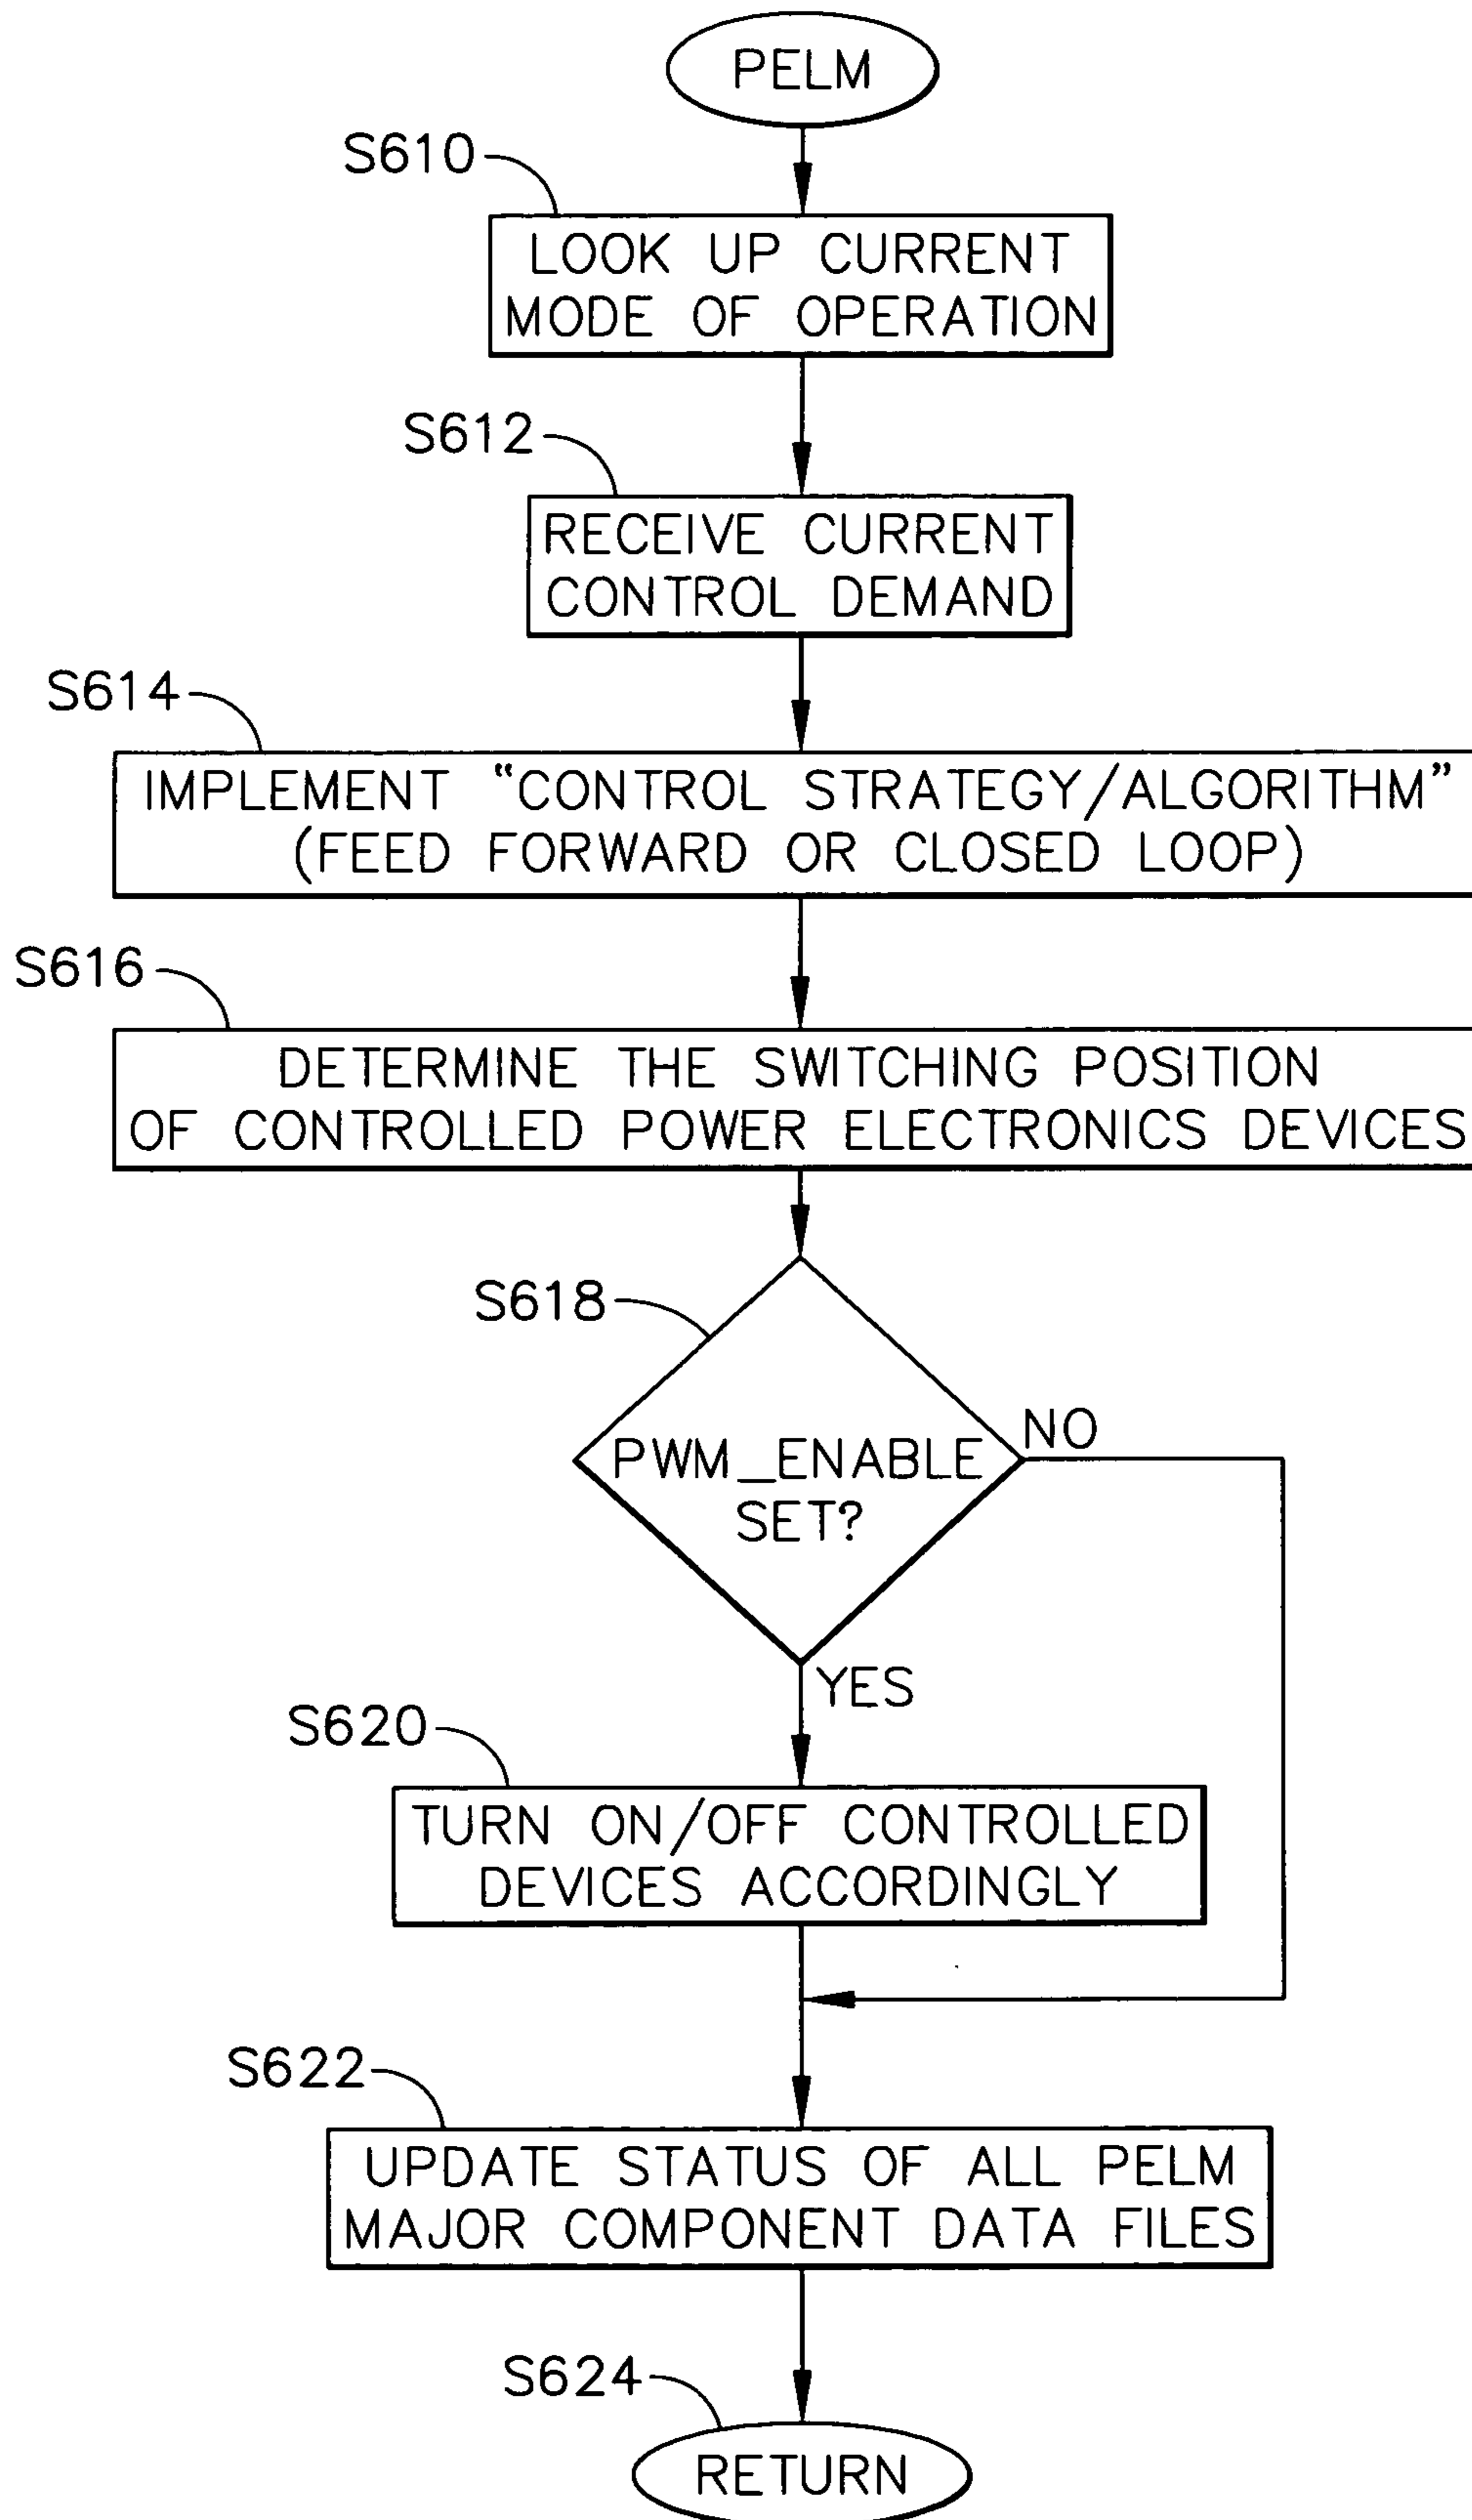 PELM
S610
LOOK UP CURRENT
MODE OF OPERATION
S612
RECEIVE CURRENT
CONTROL DEMAND
S614
IMPLEMENT “CONTROL STRATEGY/ALGORITHM”
(FEED FORWARD OR CLOSED LOOP)
S616
DETERMINE THE SWITCHING POSITION
OF CONTROLLED POWER ELECTRONICS DEVICES
S618
PWM_ENABLE
SET?
NO
YES
S620
TURN ON/OFF CONTROLLED
DEVICES ACCORDINGLY
S622
UPDATE STATUS OF ALL PELM
MAJOR COMPONENT DATA FILES
S624
RETURN